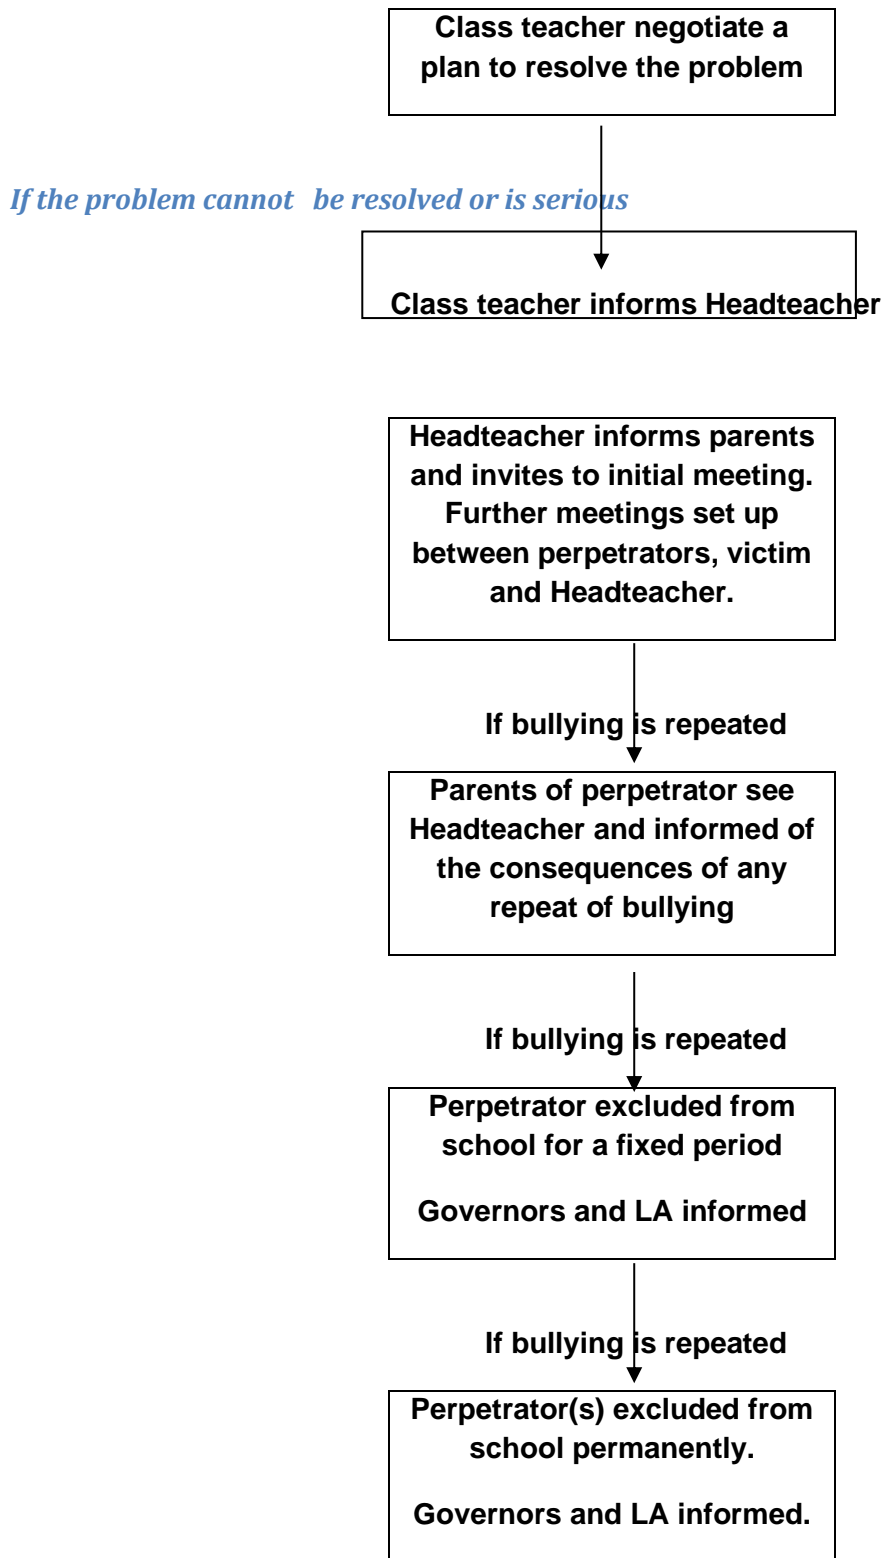 Class teacher negotiate a
plan to resolve the problem
If the problem cannot be resolved or is serious
Class teacher informs Headteacher
Headteacher informs parents
and invites to initial meeting.
Further meetings set up
between perpetrators, victim
and Headteacher.
If bullying is repeated
Parents of perpetrator see
Headteacher and informed of
the consequences of any
repeat of bullying
If bullying is repeated
Perpetrator excluded from
school for a fixed period
Governors and LA informed
If bullying is repeated
Perpetrator(s) excluded from
school permanently.
Governors and LA informed.